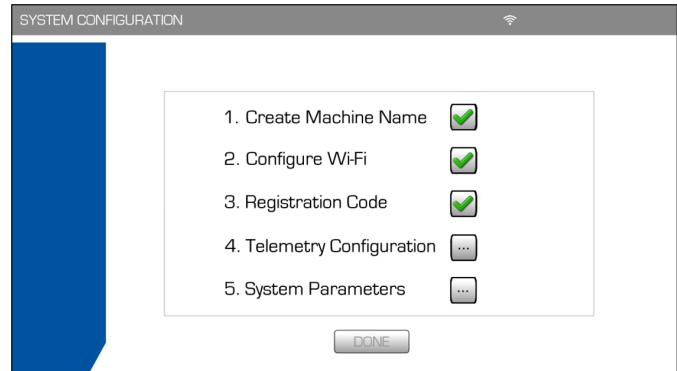 SYSTEM CONFIGURATION
1. Create Machine Name
2. Configure Wi-Fi
3. Registration Code
4. Telemetry Configuration ...
5. System Parameters ...
DONE